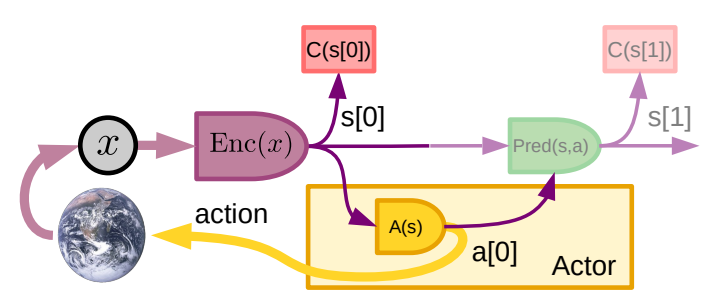 C(s[0])
C(s[1])
s[0]
s[1]
x
Enc(x)
Pred(s,a)
action
A(s)
a[0]
Actor